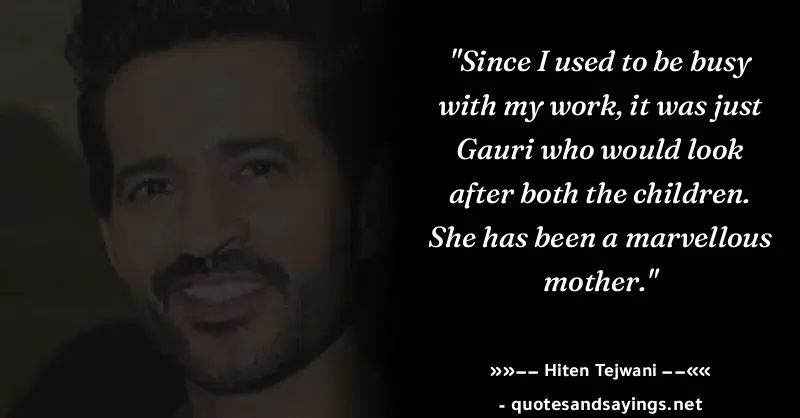 "Since I used to be busy
with my work, it was just
Gauri who would look
after both the children.
She has been a marvellous
mother."
»»−− Hiten Tejwani −−««
- quotesandsayings.net